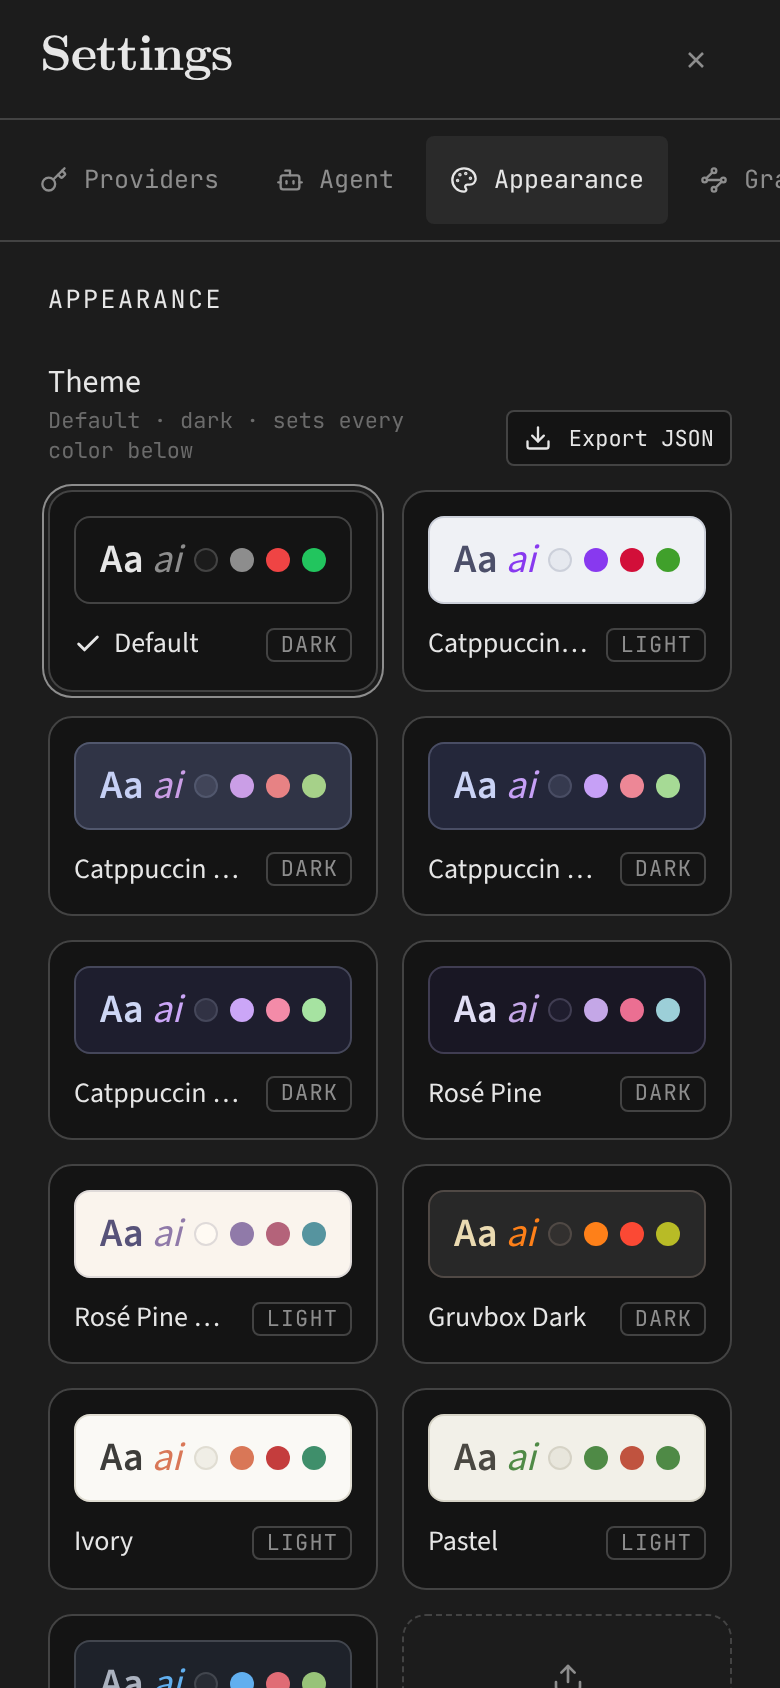 Settings
Providers
Agent
Appearance
Gra
APPEARANCE
Theme
Default · dark · sets every
color below
Export JSON
Aa ai
Aa ai
Default
DARK
Catppuccin…
LIGHT
Aa ai
Aa ai
Catppuccin …
DARK
Catppuccin …
DARK
Aa ai
Aa ai
Catppuccin …
DARK
Rosé Pine
DARK
Aa ai
Aa ai
Rosé Pine …
LIGHT
Gruvbox Dark
DARK
Aa ai
Aa ai
Ivory
LIGHT
Pastel
LIGHT
Aa ai